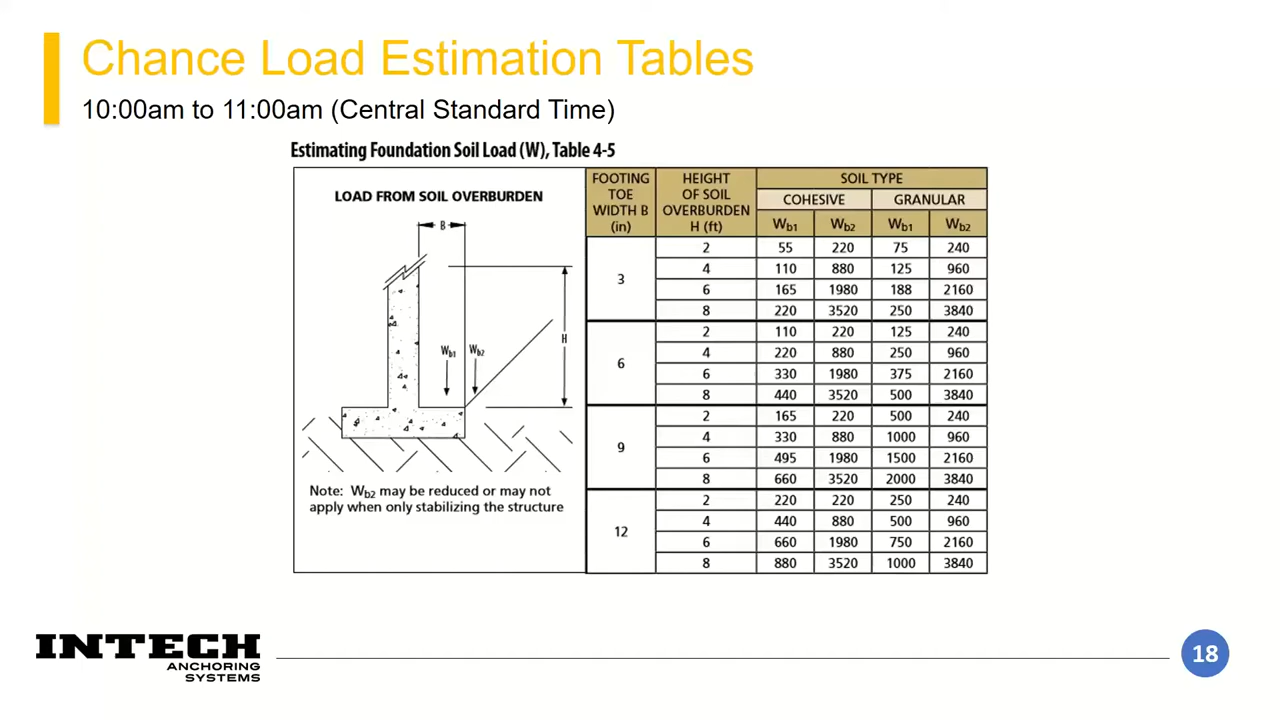 Chance Load Estimation Tables
10:00am to 11:00am (Central Standard Time)
Estimating Foundation Soil Load (W), Table 4-5
LOAD FROM SOIL OVERBURDEN
B
H
Wb1 Wb2
Note: Wb2 may be reduced or may not
apply when only stabilizing the structure
FOOTING TOE WIDTH B (in) HEIGHT OF SOIL OVERBURDEN H (ft) SOIL TYPE
COHESIVE GRANULAR
Wb1 Wb2 Wb1 Wb2
3 2 55 220 75 240
4 110 880 125 960
6 165 1980 188 2160
8 220 3520 250 3840
6 2 110 220 125 240
4 220 880 250 960
6 330 1980 375 2160
8 440 3520 500 3840
9 2 165 220 500 240
4 330 880 1000 960
6 495 1980 1500 2160
8 660 3520 2000 3840
12 2 220 220 250 240
4 440 880 500 960
6 660 1980 750 2160
8 880 3520 1000 3840
INTECH
ANCHORING
SYSTEMS
18